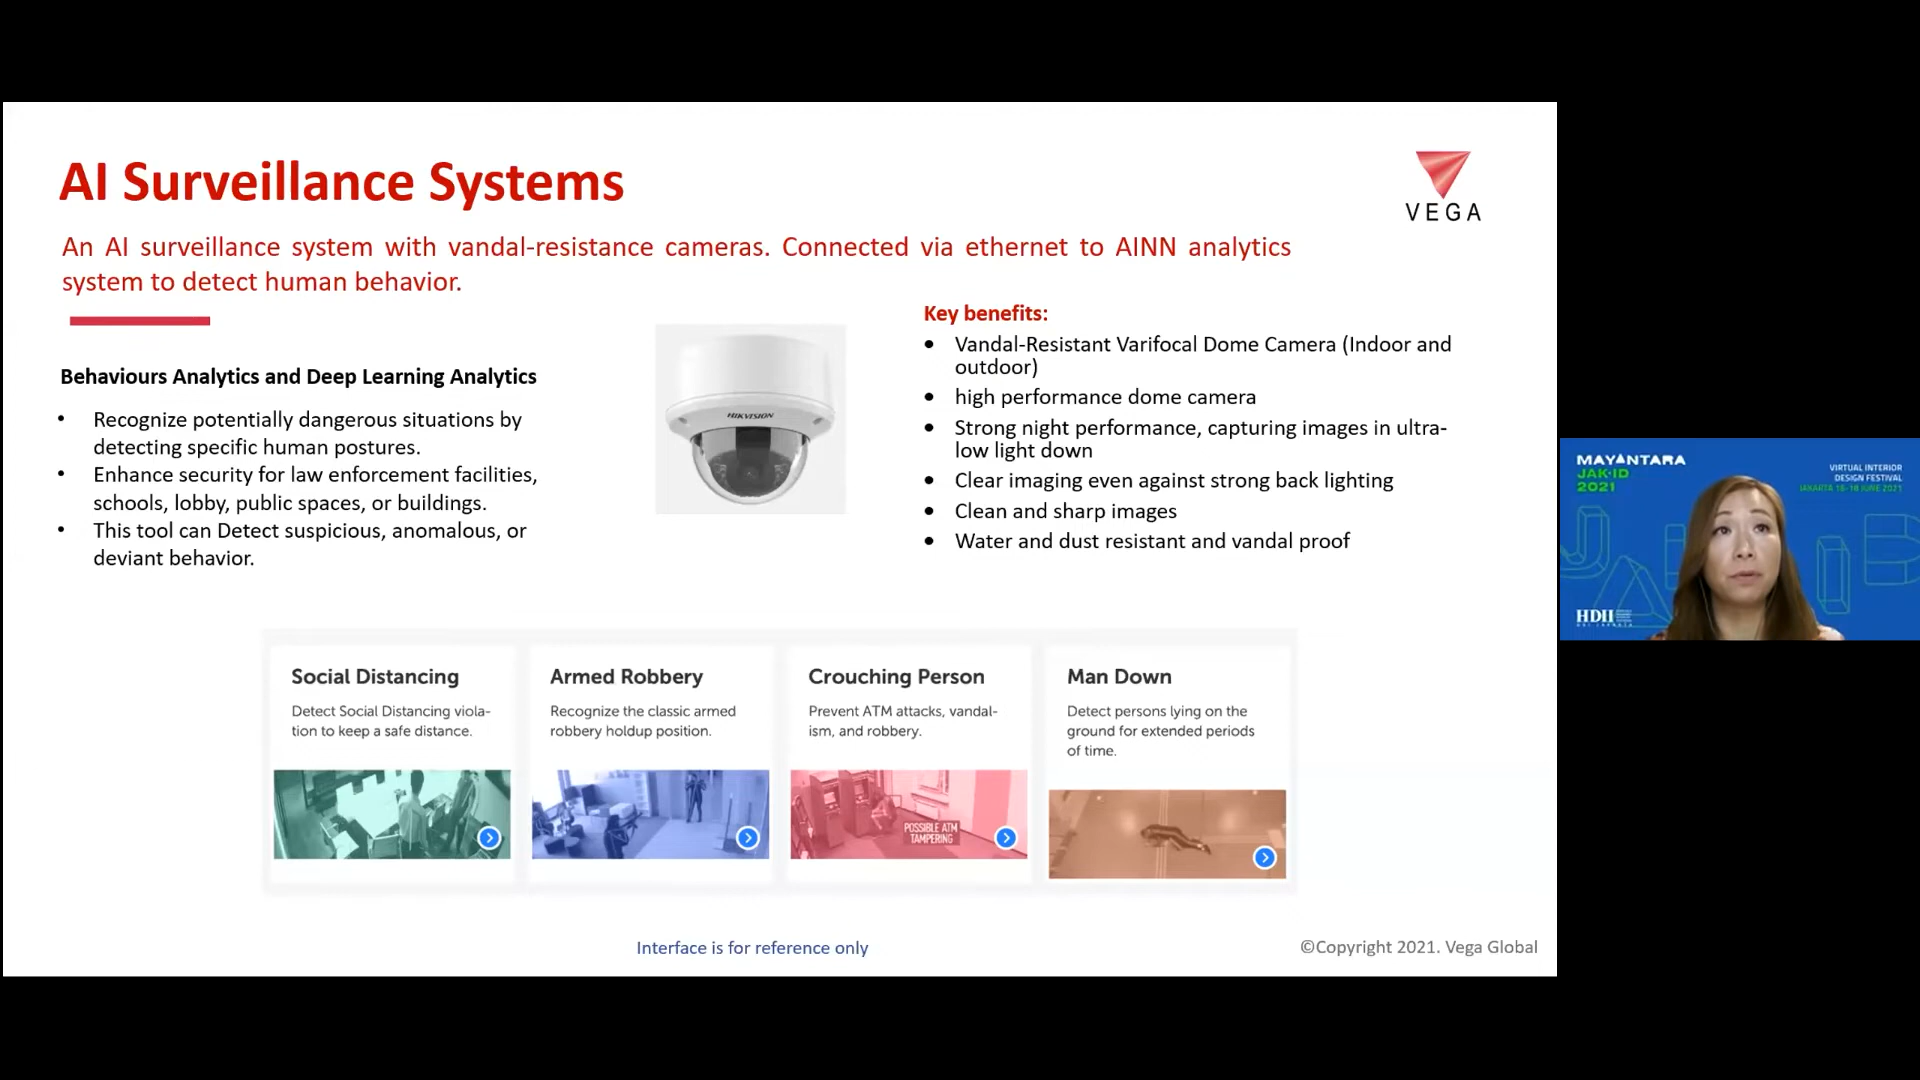 AI Surveillance Systems
VEGA
An AI surveillance system with vandal-resistance cameras. Connected via ethernet to AINN analytics
system to detect human behavior.
Behaviours Analytics and Deep Learning Analytics
• Recognize potentially dangerous situations by
detecting specific human postures.
• Enhance security for law enforcement facilities,
schools, lobby, public spaces, or buildings.
• This tool can Detect suspicious, anomalous, or
deviant behavior.
HIKVISION
Key benefits:
• Vandal-Resistant Varifocal Dome Camera (Indoor and
outdoor)
• high performance dome camera
• Strong night performance, capturing images in ultra-
low light down
• Clear imaging even against strong back lighting
• Clean and sharp images
• Water and dust resistant and vandal proof
Social Distancing
Detect Social Distancing viola-
tion to keep a safe distance.
Armed Robbery
Recognize the classic armed
robbery holdup position.
Crouching Person
Prevent ATM attacks, vandal-
ism, and robbery.
POSSIBLE ATM
TAMPERING
Man Down
Detect persons lying on the
ground for extended periods
of time.
Interface is for reference only
©Copyright 2021. Vega Global
MAYANTARA
JAK·ID
2021
VIRTUAL INTERIOR
DESIGN FESTIVAL
JAKARTA 16-18 JUNE 2021
HDII